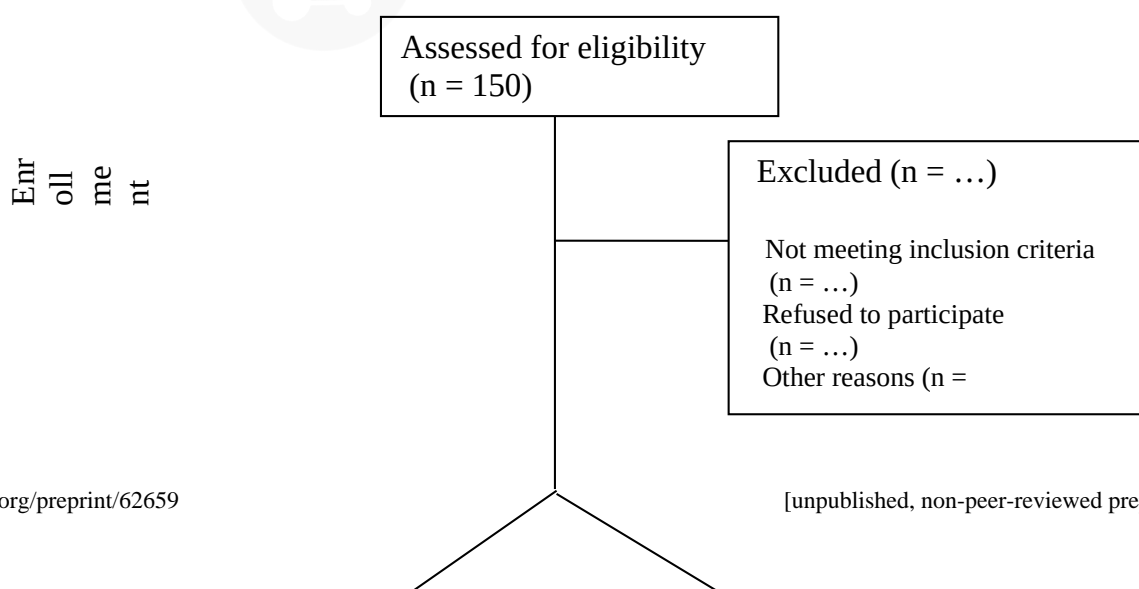 Assessed for eligibility
(n = 150)
Enr
oll
me
nt
Excluded (n = …)
Not meeting inclusion criteria
(n = …)
Refused to participate
(n = …)
Other reasons (n =
org/preprint/62659
[unpublished, non-peer-reviewed pre